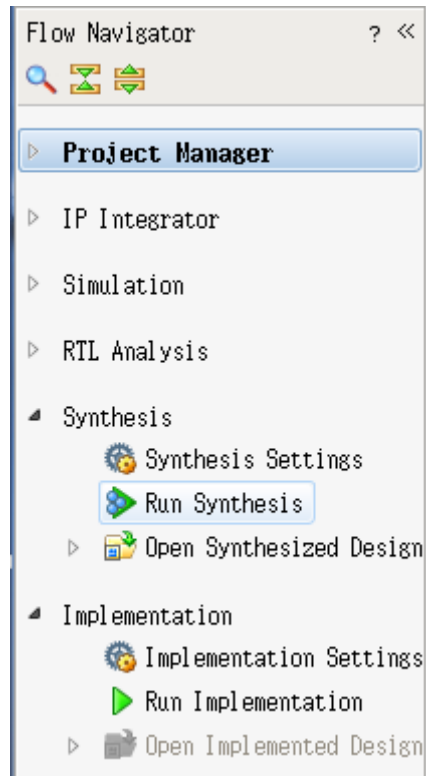 Flow Navigator ? «
Project Manager
IP Integrator
Simulation
RTL Analysis
Synthesis
Synthesis Settings
Run Synthesis
Open Synthesized Design
Implementation
Implementation Settings
Run Implementation
Open Implemented Design